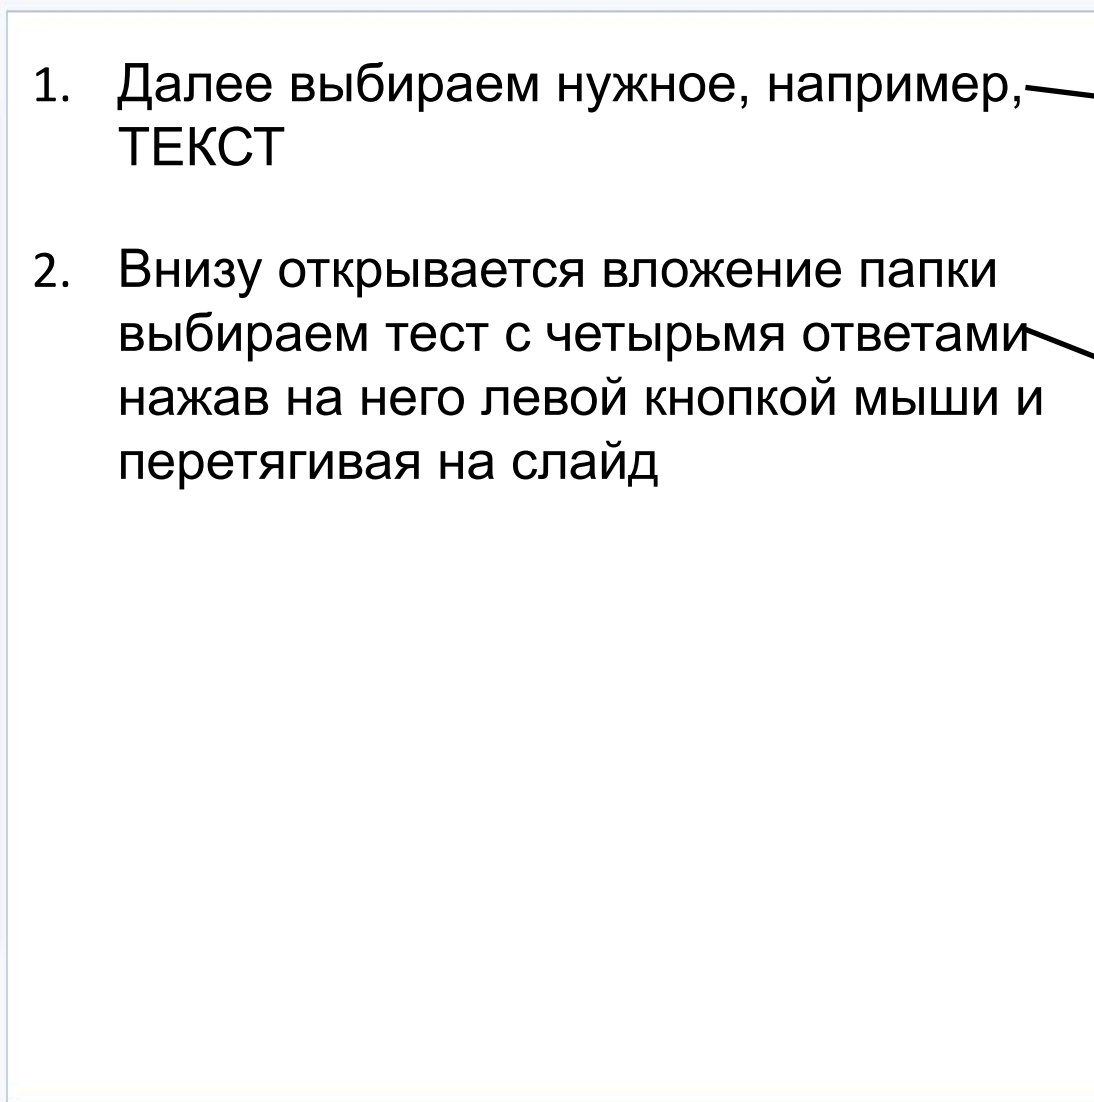 1. Далее выбираем нужное, например,
ТЕКСТ
2. Внизу открывается вложение папки
выбираем тест с четырьмя ответами
нажав на него левой кнопкой мыши и
перетягивая на слайд